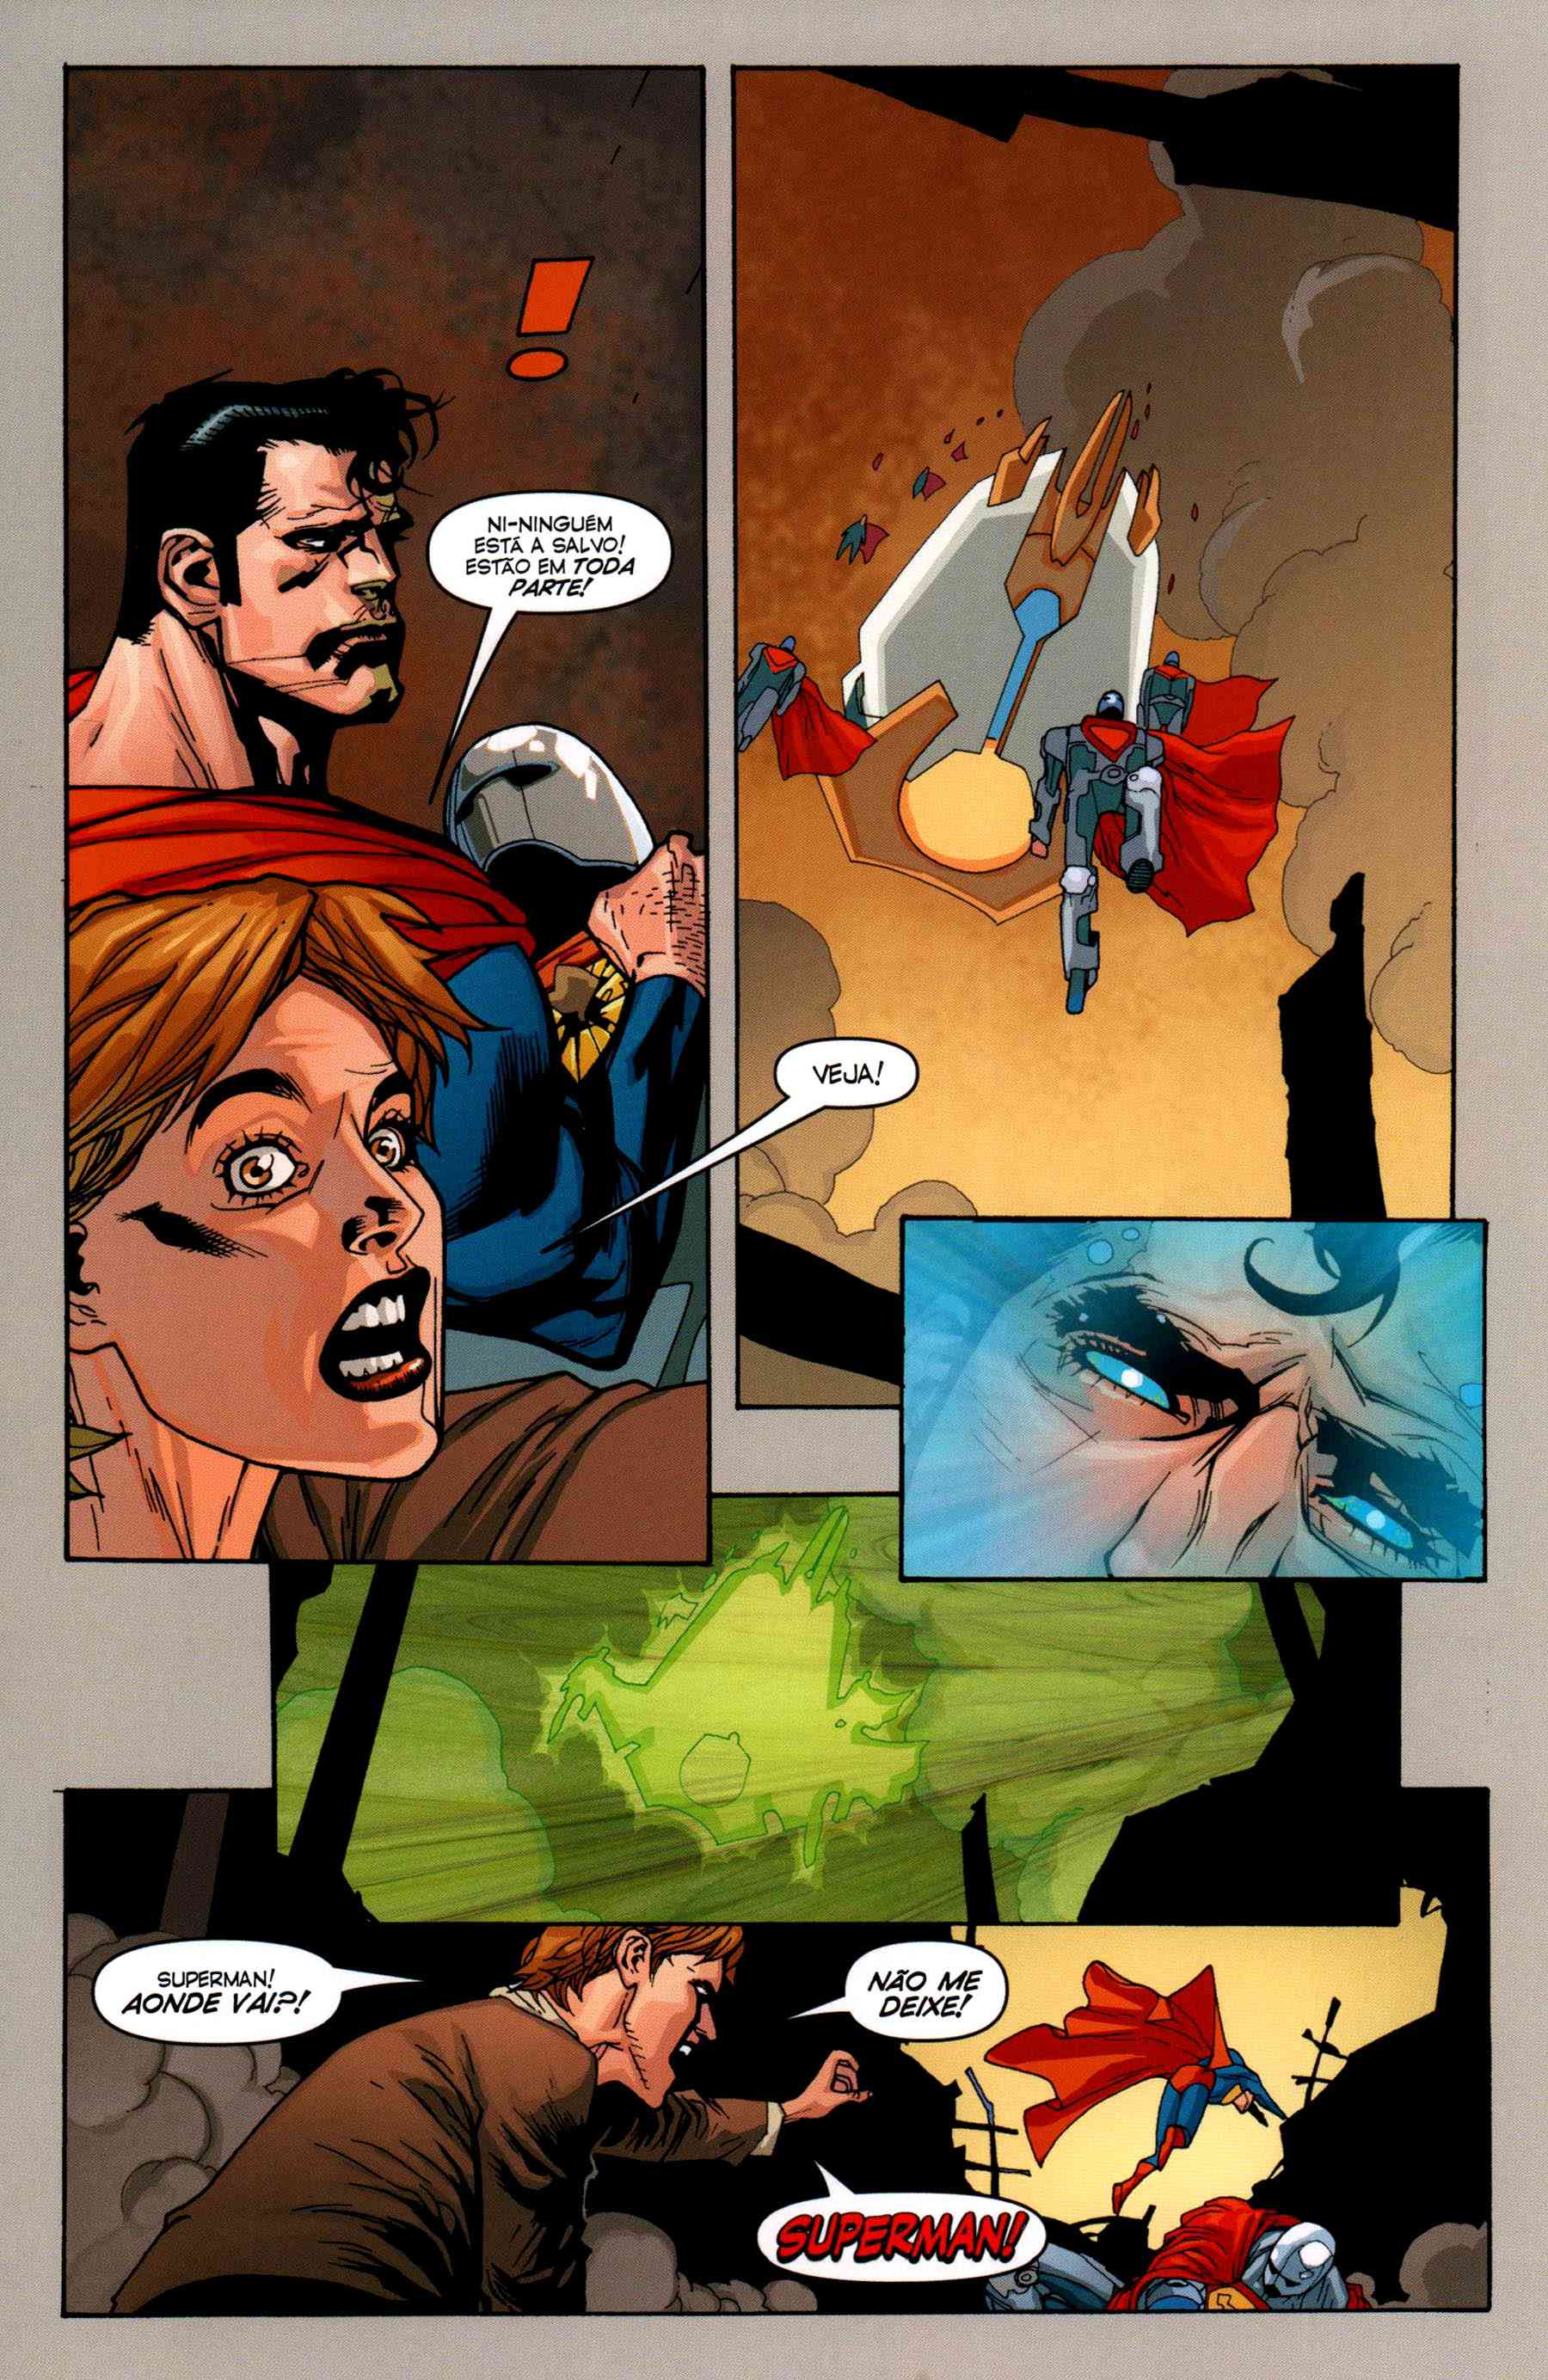 !
NI-NINGUÉM
ESTÁ A SALVO!
ESTÃO EM TODA
PARTE!
VEJA!
SUPERMAN!
AONDE VAI?!
NÃO ME
DEIXE!
SUPERMAN!